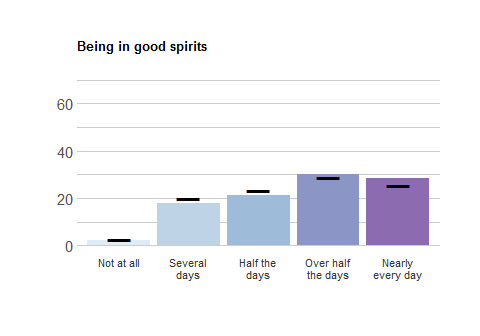 Being in good spirits
60
40
20
0
Not at all
Several
days
Half the
days
Over half
the days
Nearly
every day